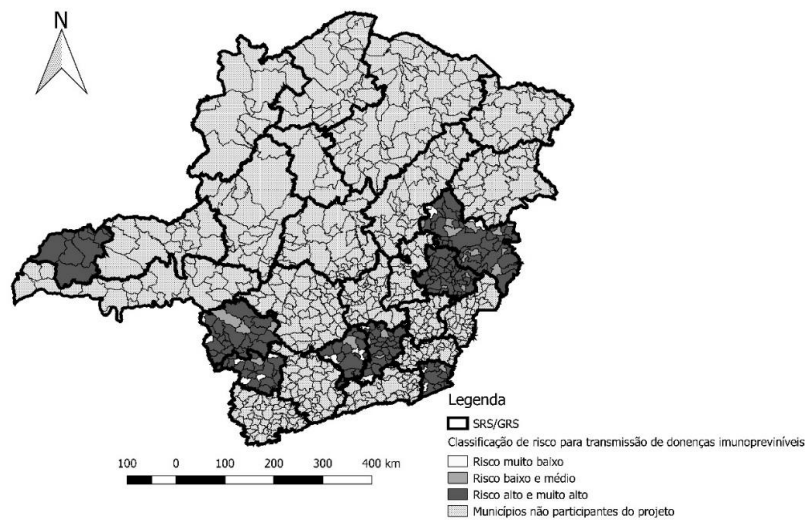 N
Legenda
SRS/GRS
Classificação de risco para transmissão de donenças imunopreviníveis
Risco muito baixo
Risco baixo e médio
Risco alto e muito alto
Municípios não participantes do projeto
100 0 100 200 300 400 km